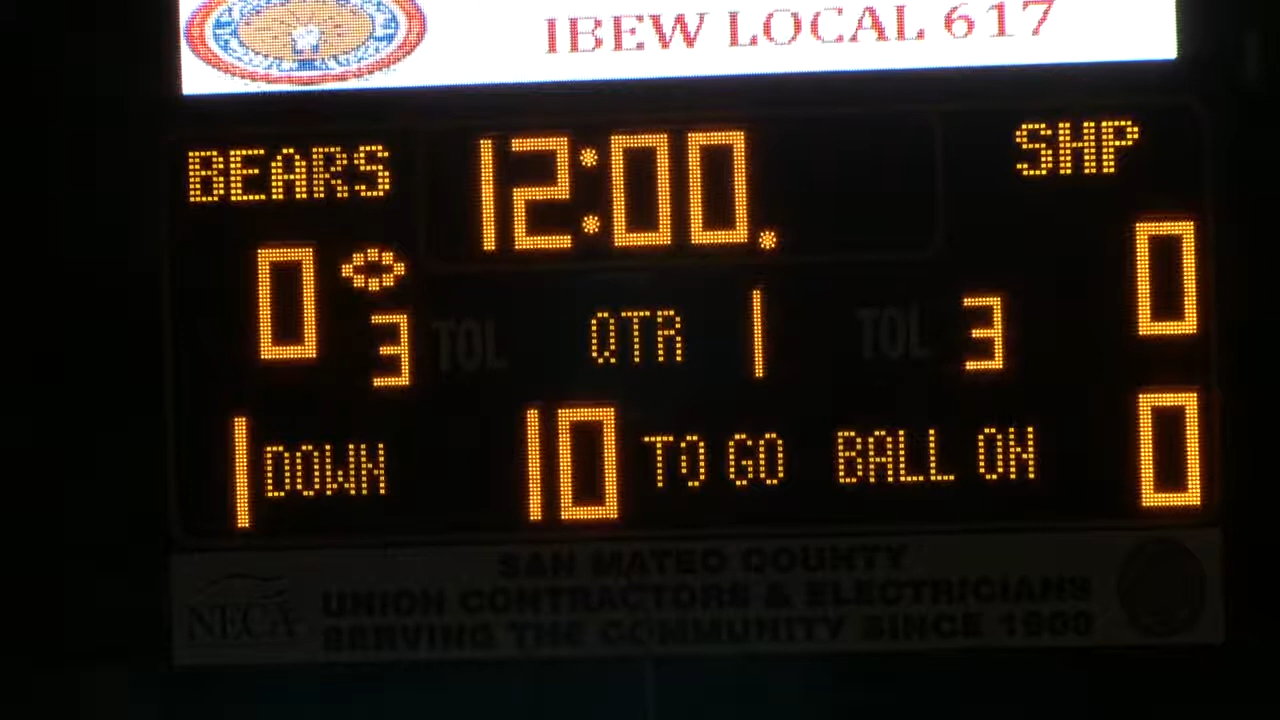 IBEW LOCAL 617
BEARS 12:00. SHP
0 0
3 TOL QTR 1 TOL 3
1 DOWN 10 TO GO BALL ON 0
SAN MATEO COUNTY
NECA UNION CONTRACTORS & ELECTRICIANS
SERVING THE COMMUNITY SINCE